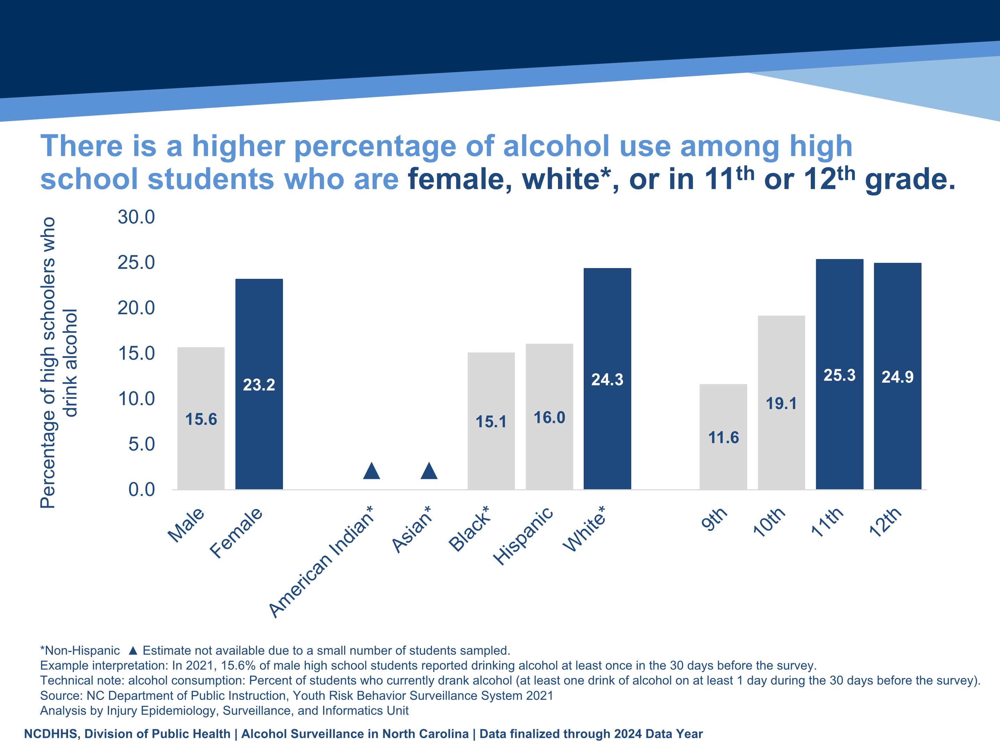 There is a higher percentage of alcohol use among high
school students who are female, white*, or in 11th or 12th grade.
Percentage of high schoolers who
drink alcohol
30.0
25.0
20.0
15.0
10.0
5.0
0.0
15.6
23.2
▲
▲
15.1
16.0
24.3
11.6
19.1
25.3
24.9
Male
Female
American Indian*
Asian*
Black*
Hispanic
White*
9th
10th
11th
12th
*Non-Hispanic ▲ Estimate not available due to a small number of students sampled.
Example interpretation: In 2021, 15.6% of male high school students reported drinking alcohol at least once in the 30 days before the survey.
Technical note: alcohol consumption: Percent of students who currently drank alcohol (at least one drink of alcohol on at least 1 day during the 30 days before the survey).
Source: NC Department of Public Instruction, Youth Risk Behavior Surveillance System 2021
Analysis by Injury Epidemiology, Surveillance, and Informatics Unit
NCDHHS, Division of Public Health | Alcohol Surveillance in North Carolina | Data finalized through 2024 Data Year